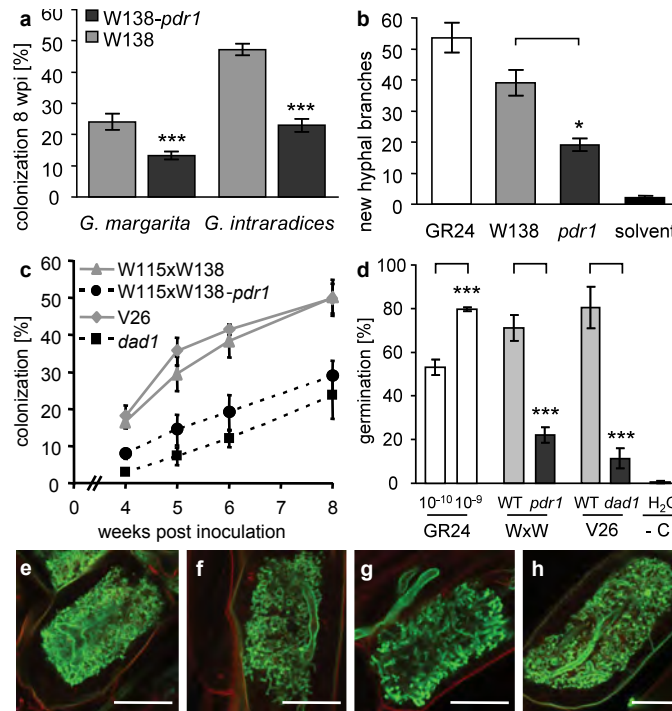 a
W138-pdr1
W138
colonization 8 wpi [%]
50
40
30
20
10
0
***
***
G. margarita G. intraradices
b
new hyphal branches
60
50
40
30
20
10
0
*
GR24 W138 pdr1 solvent
c
W115xW138
W115xW138-pdr1
V26
dad1
colonization [%]
60
50
40
30
20
10
0
0 4 5 6 7 8
weeks post inoculation
d
germination [%]
100
80
60
40
20
0
***
***
***
10⁻¹⁰ 10⁻⁹ WT pdr1 WT dad1 H₂O
GR24 WxW V26 - C
e
f
g
h